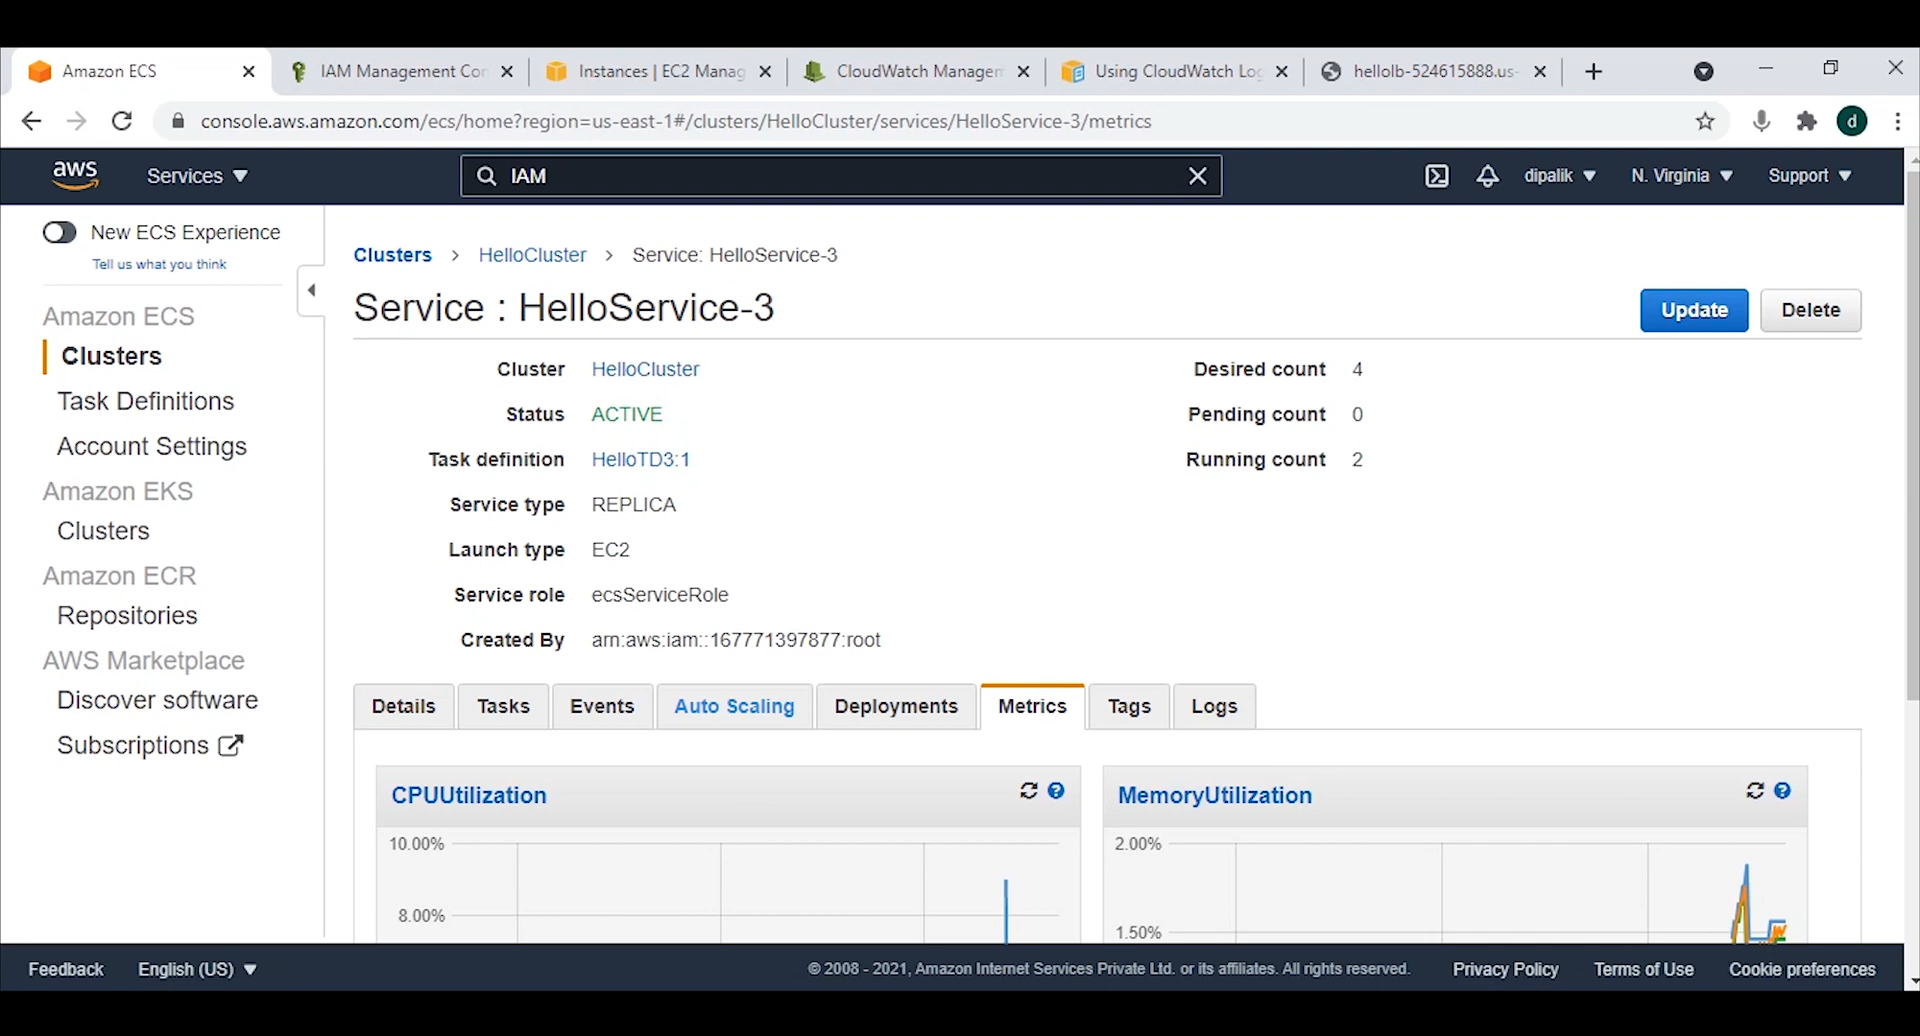 Amazon ECS
IAM Management Con
Instances | EC2 Manag
CloudWatch Managem
Using CloudWatch Log
hellolb-524615888.us-
d
console.aws.amazon.com/ecs/home?region=us-east-1#/clusters/HelloCluster/services/HelloService-3/metrics
aws
Services
IAM
dipalik
N. Virginia
Support
New ECS Experience
Tell us what you think
Amazon ECS
Clusters
Task Definitions
Account Settings
Amazon EKS
Clusters
Amazon ECR
Repositories
AWS Marketplace
Discover software
Subscriptions
Clusters > HelloCluster > Service: HelloService-3
Service : HelloService-3
Update
Delete
Cluster HelloCluster
Status ACTIVE
Task definition HelloTD3:1
Service type REPLICA
Launch type EC2
Service role ecsServiceRole
Created By arn:aws:iam::167771397877:root
Desired count 4
Pending count 0
Running count 2
Details
Tasks
Events
Auto Scaling
Deployments
Metrics
Tags
Logs
CPUUtilization
10.00%
8.00%
MemoryUtilization
2.00%
1.50%
Feedback
English (US)
© 2008 - 2021, Amazon Internet Services Private Ltd. or its affiliates. All rights reserved.
Privacy Policy
Terms of Use
Cookie preferences